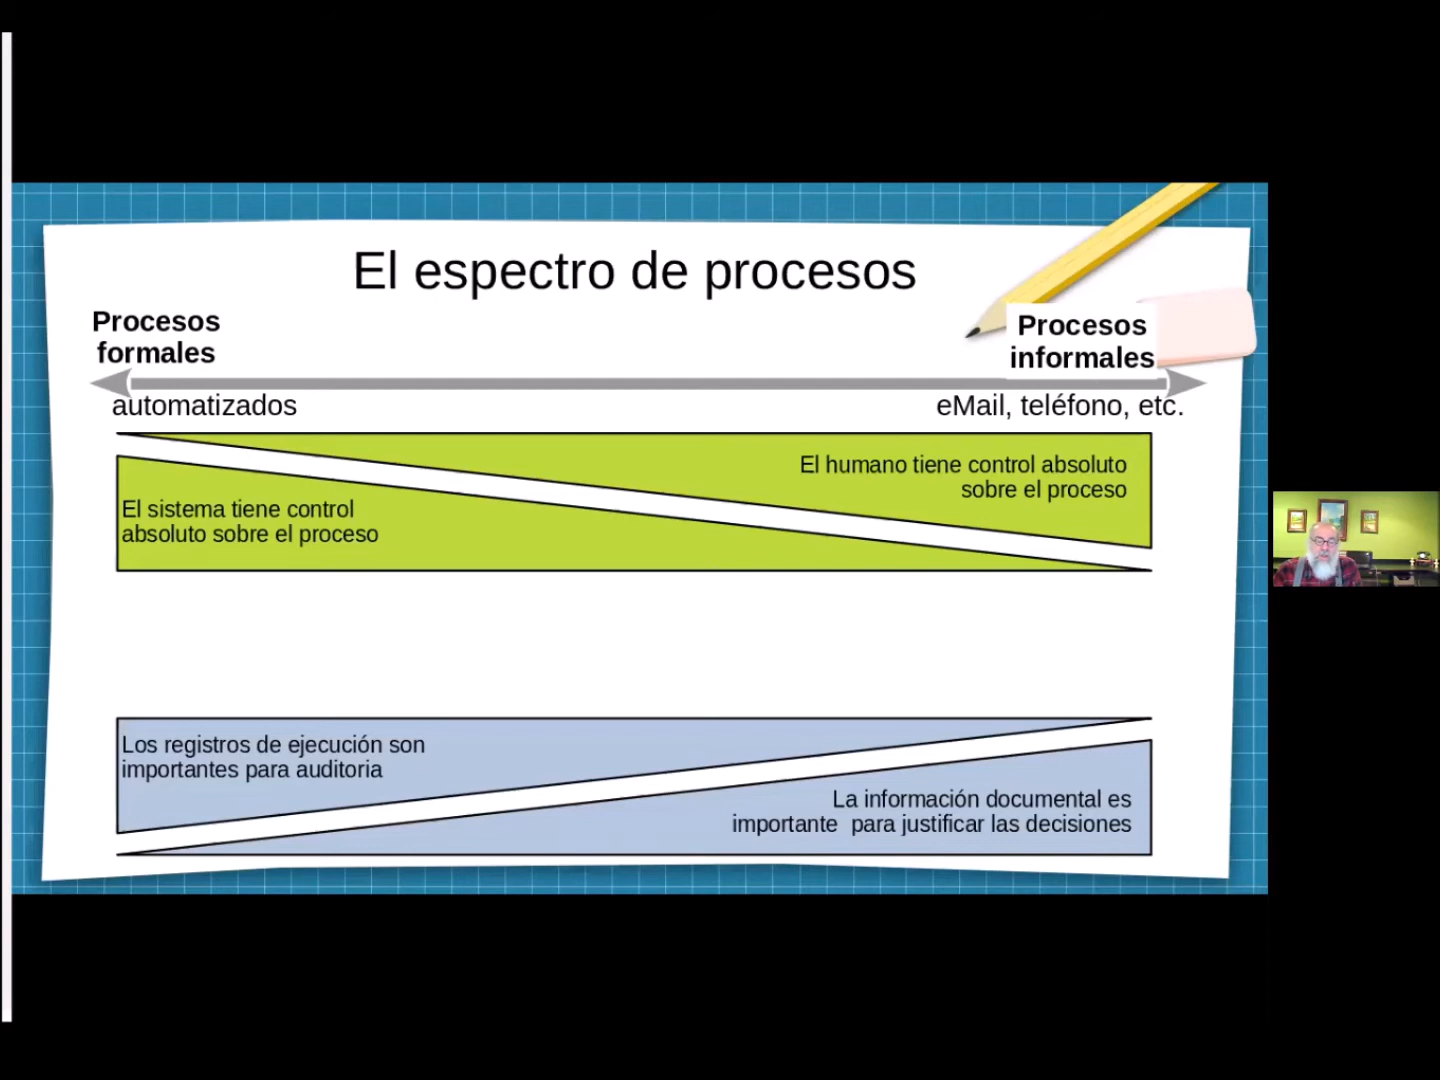 El espectro de procesos
Procesos
formales
Procesos
informales
automatizados
eMail, teléfono, etc.
El humano tiene control absoluto
sobre el proceso
El sistema tiene control
absoluto sobre el proceso
Los registros de ejecución son
importantes para auditoria
La información documental es
importante para justificar las decisiones